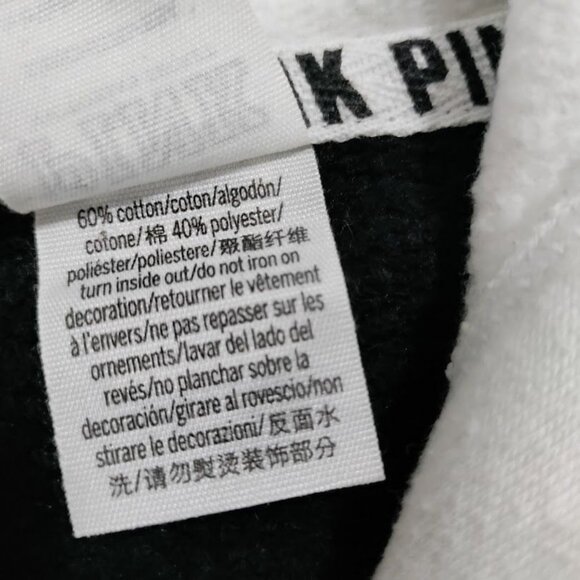 IK PIN
60% cotton/coton/algodón/
cotone/棉 40% polyester/
poliéster/poliestere/聚酯纤维
turn inside out/do not iron on
decoration/retourner le vêtement
à l'envers/ne pas repasser sur les
ornements/lavar del lado del
revés/no planchar sobre la
decoración/girare al rovescio/non
stirare le decorazioni/反面水
洗/请勿熨烫装饰部分